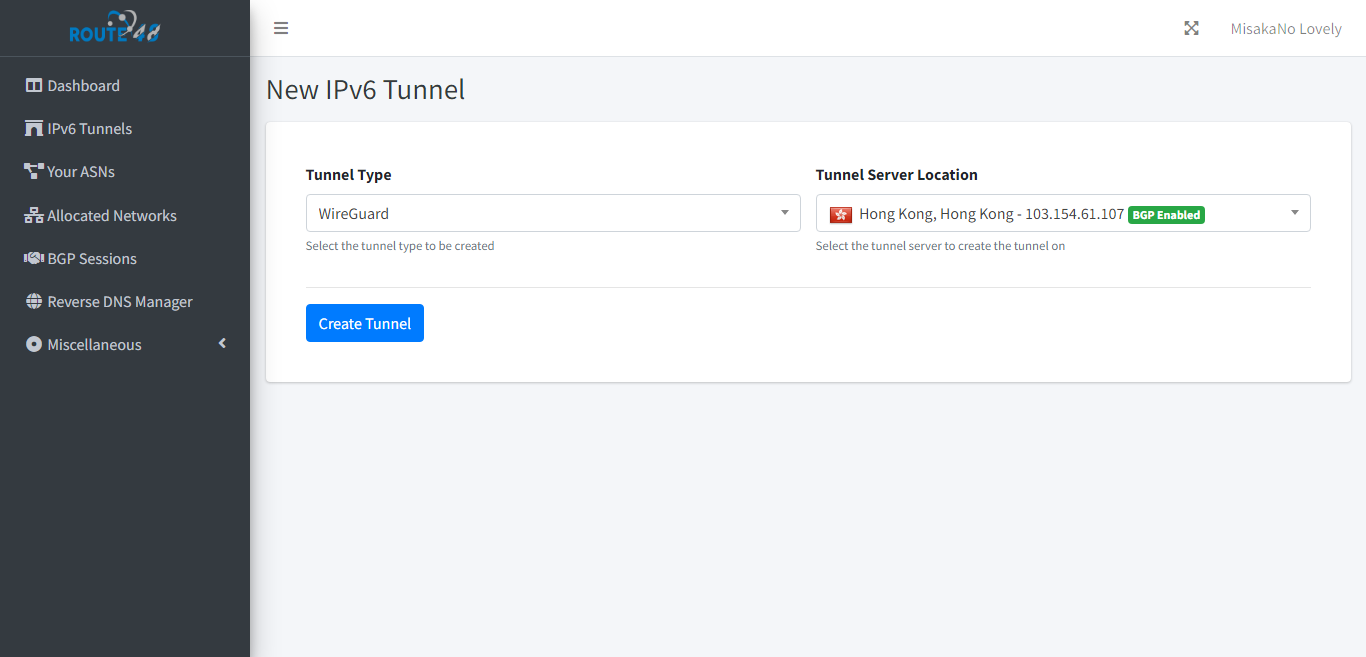 ROUTE48
MisakaNo Lovely
Dashboard
IPv6 Tunnels
Your ASNs
Allocated Networks
BGP Sessions
Reverse DNS Manager
Miscellaneous
New IPv6 Tunnel
Tunnel Type
WireGuard
Select the tunnel type to be created
Tunnel Server Location
Hong Kong, Hong Kong - 103.154.61.107 BGP Enabled
Select the tunnel server to create the tunnel on
Create Tunnel